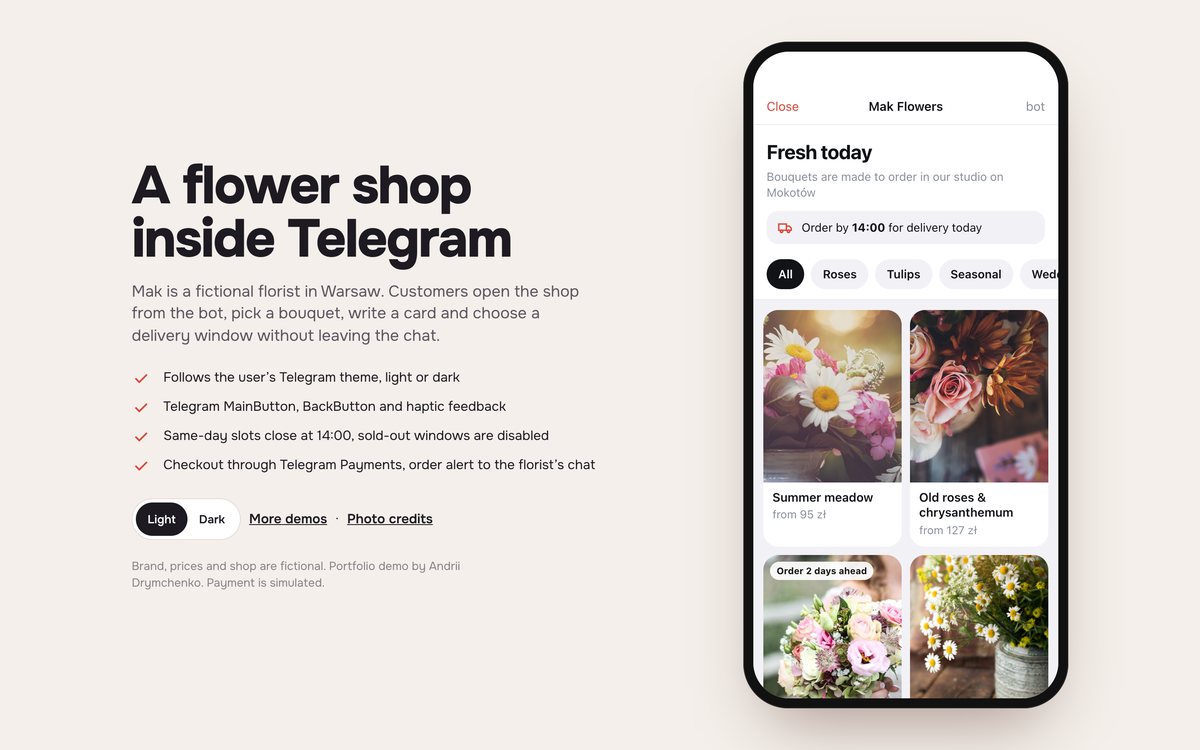 A flower shop
inside Telegram
Mak is a fictional florist in Warsaw. Customers open the shop
from the bot, pick a bouquet, write a card and choose a
delivery window without leaving the chat.
Follows the user’s Telegram theme, light or dark
Telegram MainButton, BackButton and haptic feedback
Same-day slots close at 14:00, sold-out windows are disabled
Checkout through Telegram Payments, order alert to the florist’s chat
Light Dark More demos · Photo credits
Brand, prices and shop are fictional. Portfolio demo by Andrii
Drymchenko. Payment is simulated.
Close Mak Flowers bot
Fresh today
Bouquets are made to order in our studio on
Mokotów
Order by 14:00 for delivery today
All Roses Tulips Seasonal Wed
Summer meadow
from 95 zł
Old roses &
chrysanthemum
from 127 zł
Order 2 days ahead